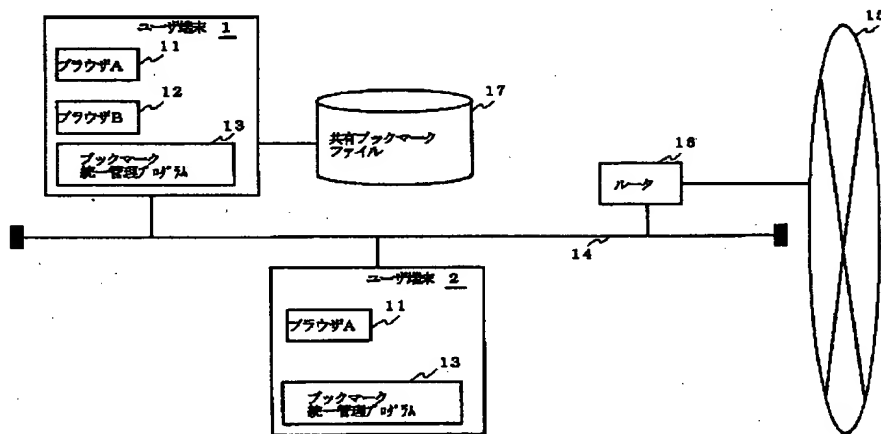 ユーザ端末 1
ブラウザA
11
ブラウザB
12
13
ブックマーク
統一管理プログラム
17
共有ブックマーク
ファイル
16
ルータ
15
14
ユーザ端末 2
ブラウザA
11
13
ブックマーク
統一管理プログラム